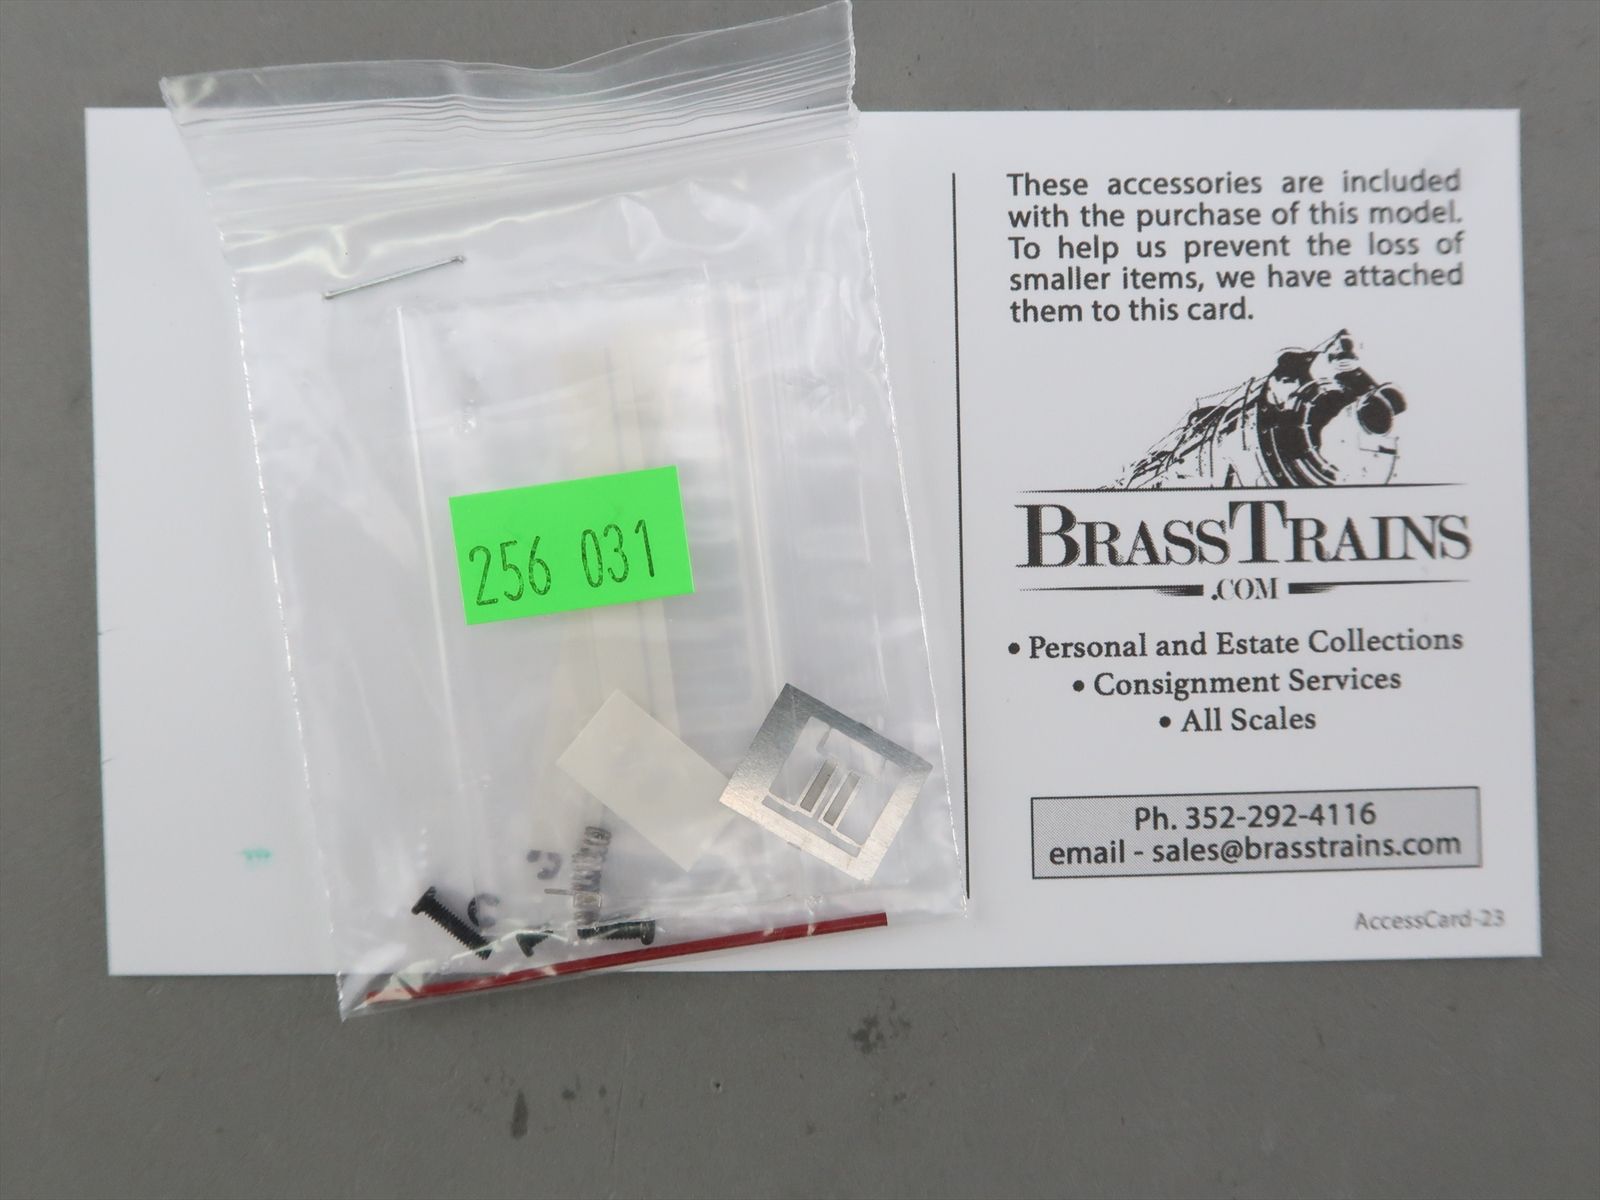 256 031
These accessories are included
with the purchase of this model.
To help us prevent the loss of
smaller items, we have attached
them to this card.
BRASSTRAINS
.COM
• Personal and Estate Collections
• Consignment Services
• All Scales
Ph. 352-292-4116
email - sales@brasstrains.com
AccessCard-23